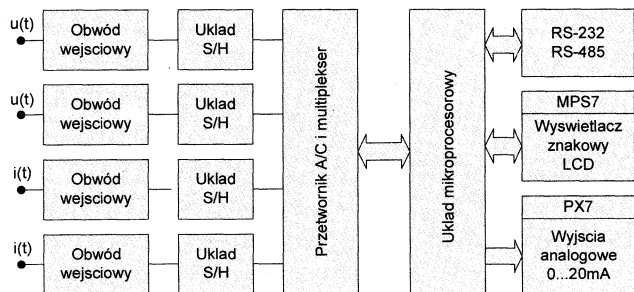 u(t)
Obwód
wejsciowy
Uklad
S/H
u(t)
Obwód
wejsciowy
Uklad
S/H
i(t)
Obwód
wejsciowy
Uklad
S/H
i(t)
Obwód
wejsciowy
Uklad
S/H
Przetwornik A/C i multiplekser
Uklad mikroprocesorowy
RS-232
RS-485
MPS7
Wyswietlacz
znakowy
LCD
PX7
Wyjscia
analogowe
0...20mA